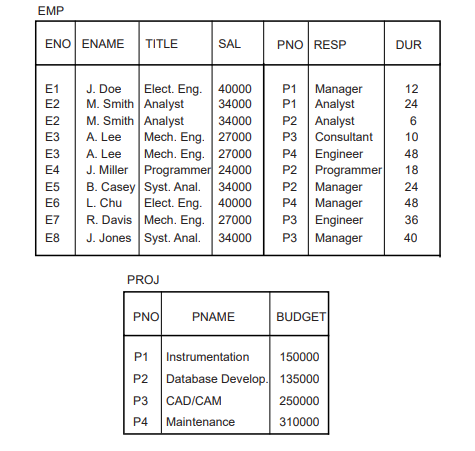 EMP
ENO ENAME TITLE SAL PNO RESP DUR
E1 J. Doe Elect. Eng. 40000 P1 Manager 12
E2 M. Smith Analyst 34000 P1 Analyst 24
E2 M. Smith Analyst 34000 P2 Analyst 6
E3 A. Lee Mech. Eng. 27000 P3 Consultant 10
E3 A. Lee Mech. Eng. 27000 P4 Engineer 48
E4 J. Miller Programmer 24000 P2 Programmer 18
E5 B. Casey Syst. Anal. 34000 P2 Manager 24
E6 L. Chu Elect. Eng. 40000 P4 Manager 48
E7 R. Davis Mech. Eng. 27000 P3 Engineer 36
E8 J. Jones Syst. Anal. 34000 P3 Manager 40
PROJ
PNO PNAME BUDGET
P1 Instrumentation 150000
P2 Database Develop. 135000
P3 CAD/CAM 250000
P4 Maintenance 310000